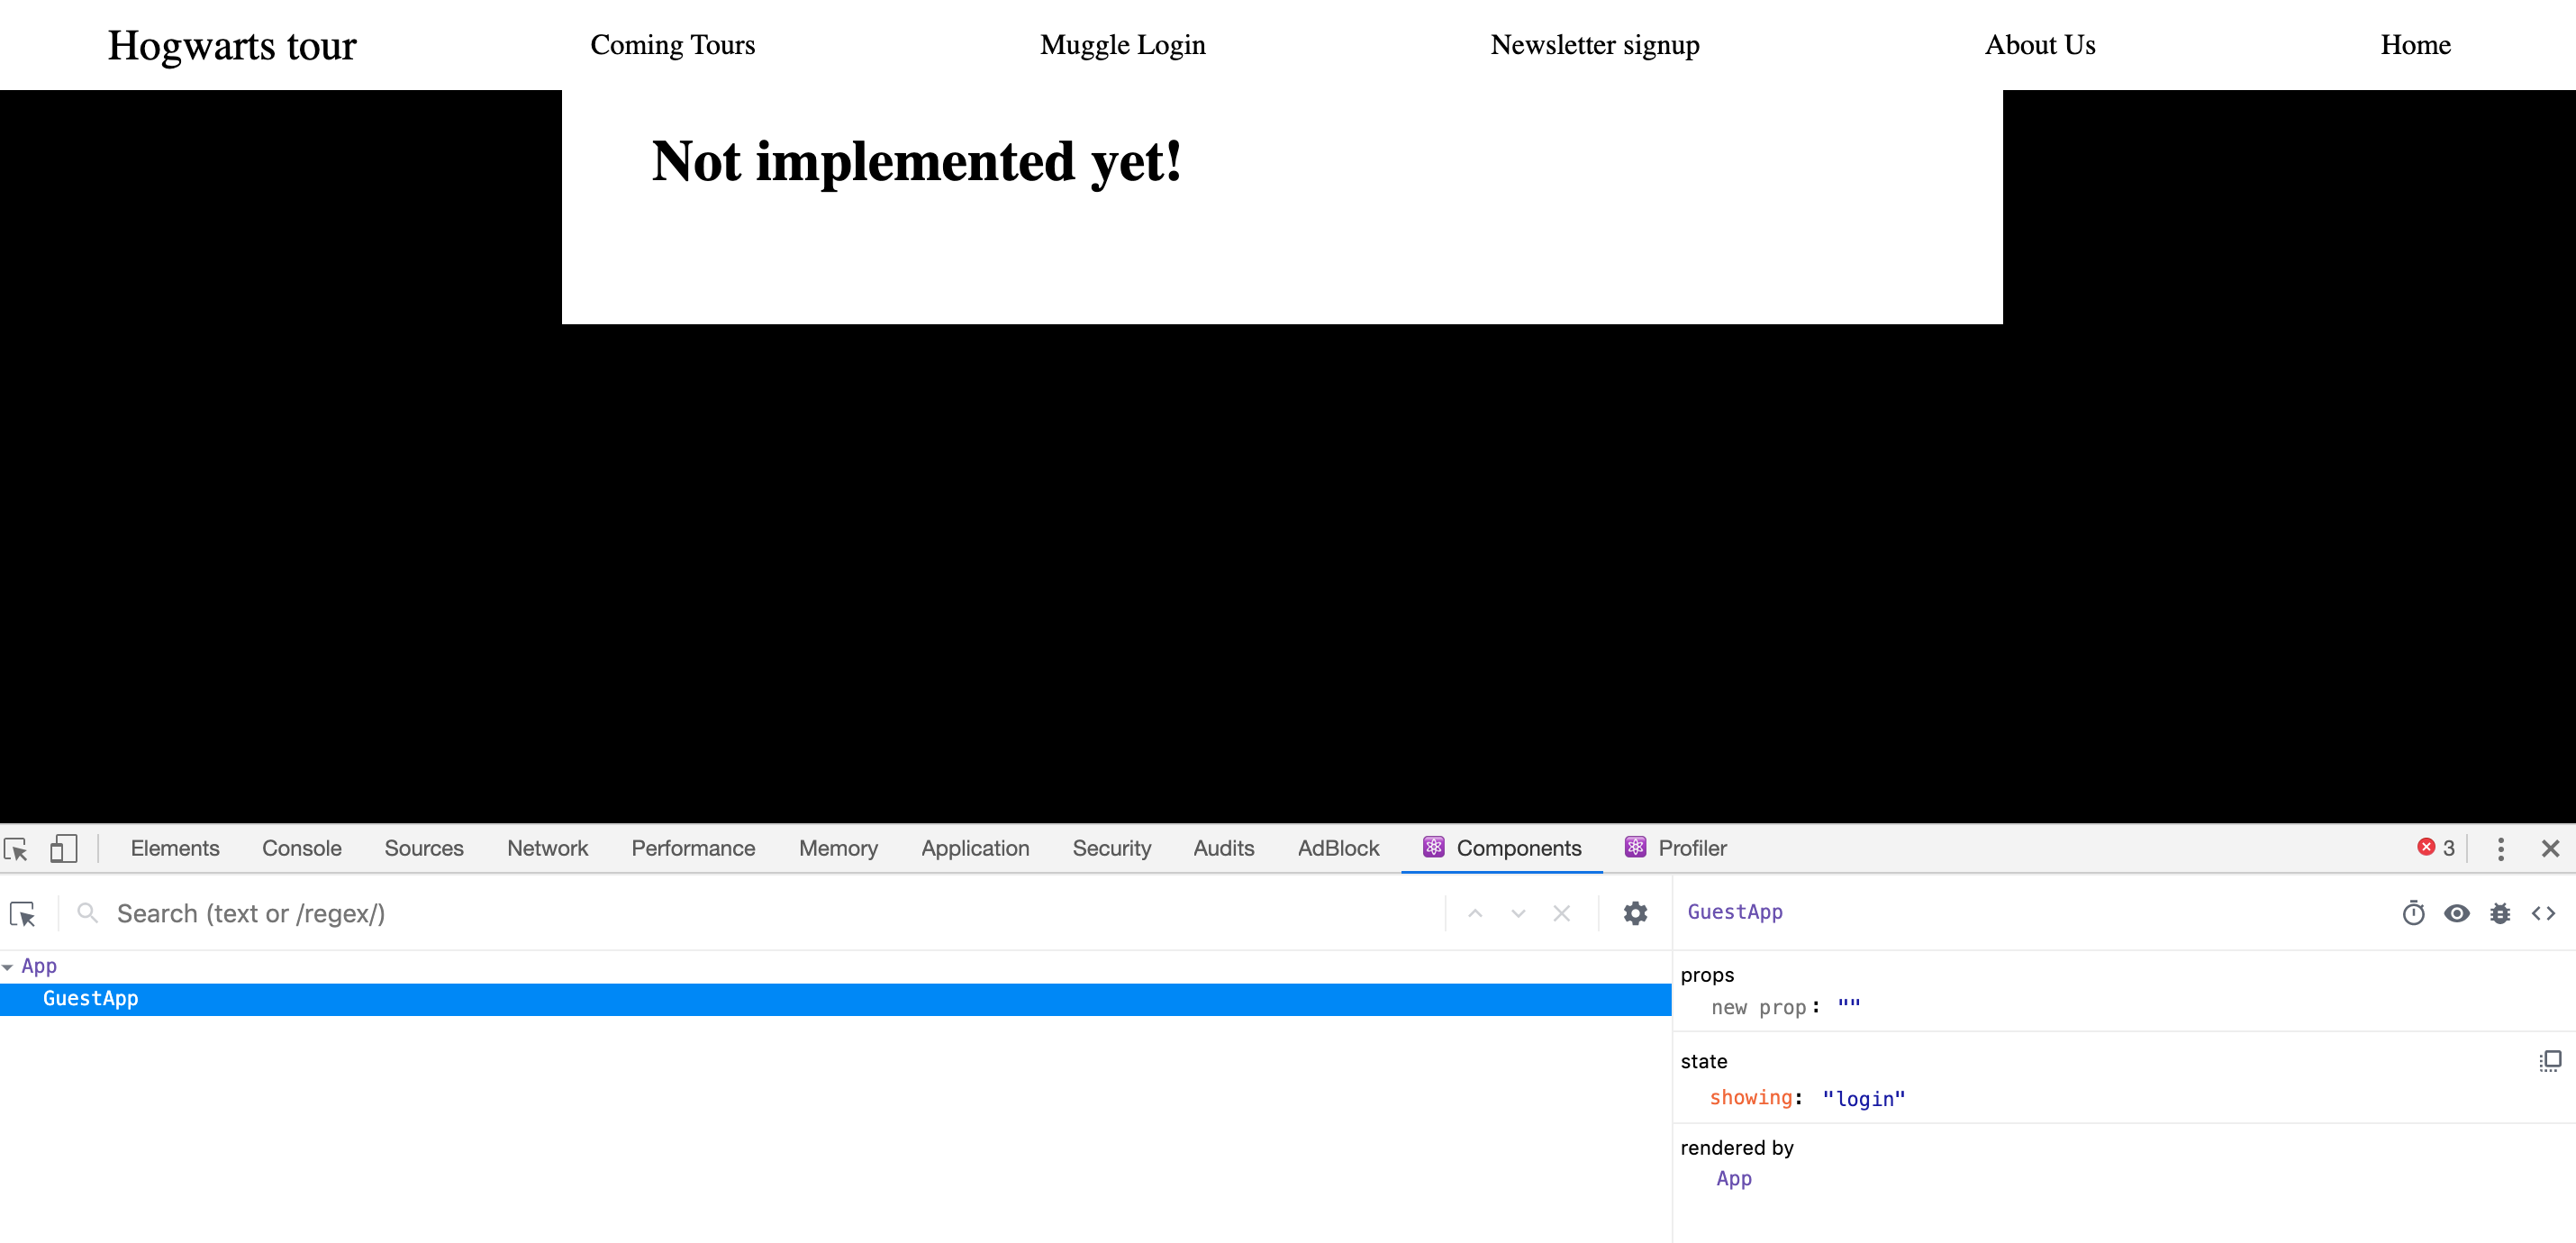 Hogwarts tour Coming Tours Muggle Login Newsletter signup About Us Home
Not implemented yet!
Elements Console Sources Network Performance Memory Application Security Audits AdBlock Components Profiler 3
Search (text or /regex/)
App
GuestApp
GuestApp
props
new prop: ""
state
showing: "login"
rendered by
App